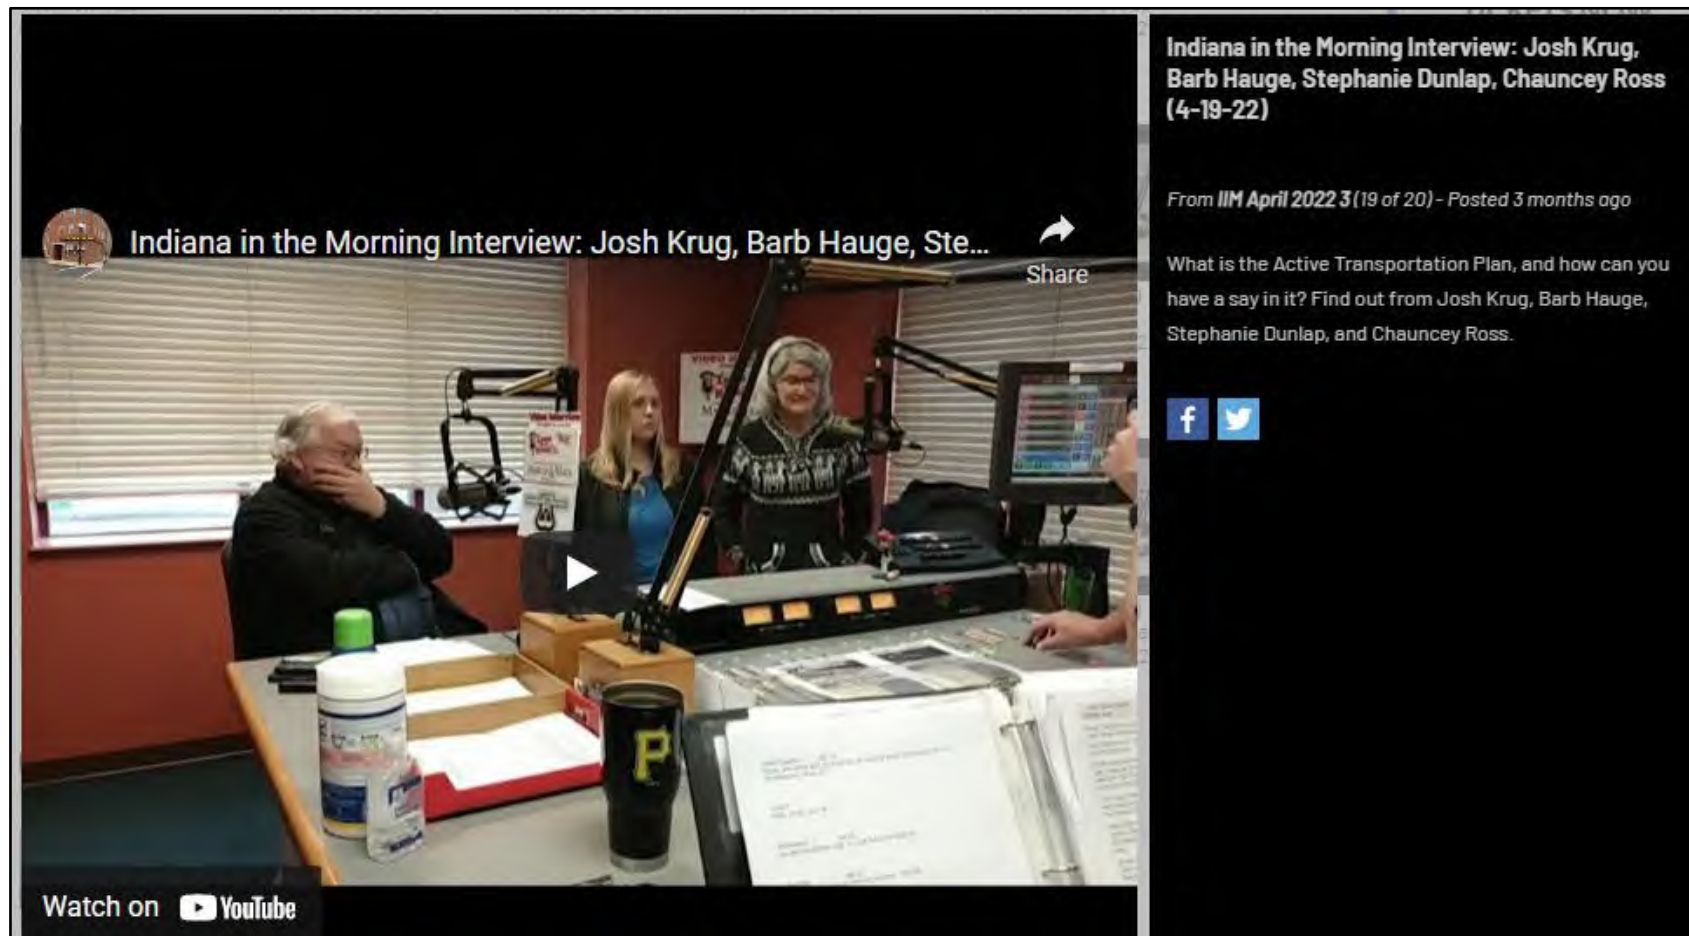 Indiana in the Morning Interview: Josh Krug, Barb Hauge, Ste...
Share
P
Watch on YouTube
Indiana in the Morning Interview: Josh Krug,
Barb Hauge, Stephanie Dunlap, Chauncey Ross
(4-19-22)
From IIM April 2022 3 (19 of 20) - Posted 3 months ago
What is the Active Transportation Plan, and how can you
have a say in it? Find out from Josh Krug, Barb Hauge,
Stephanie Dunlap, and Chauncey Ross.